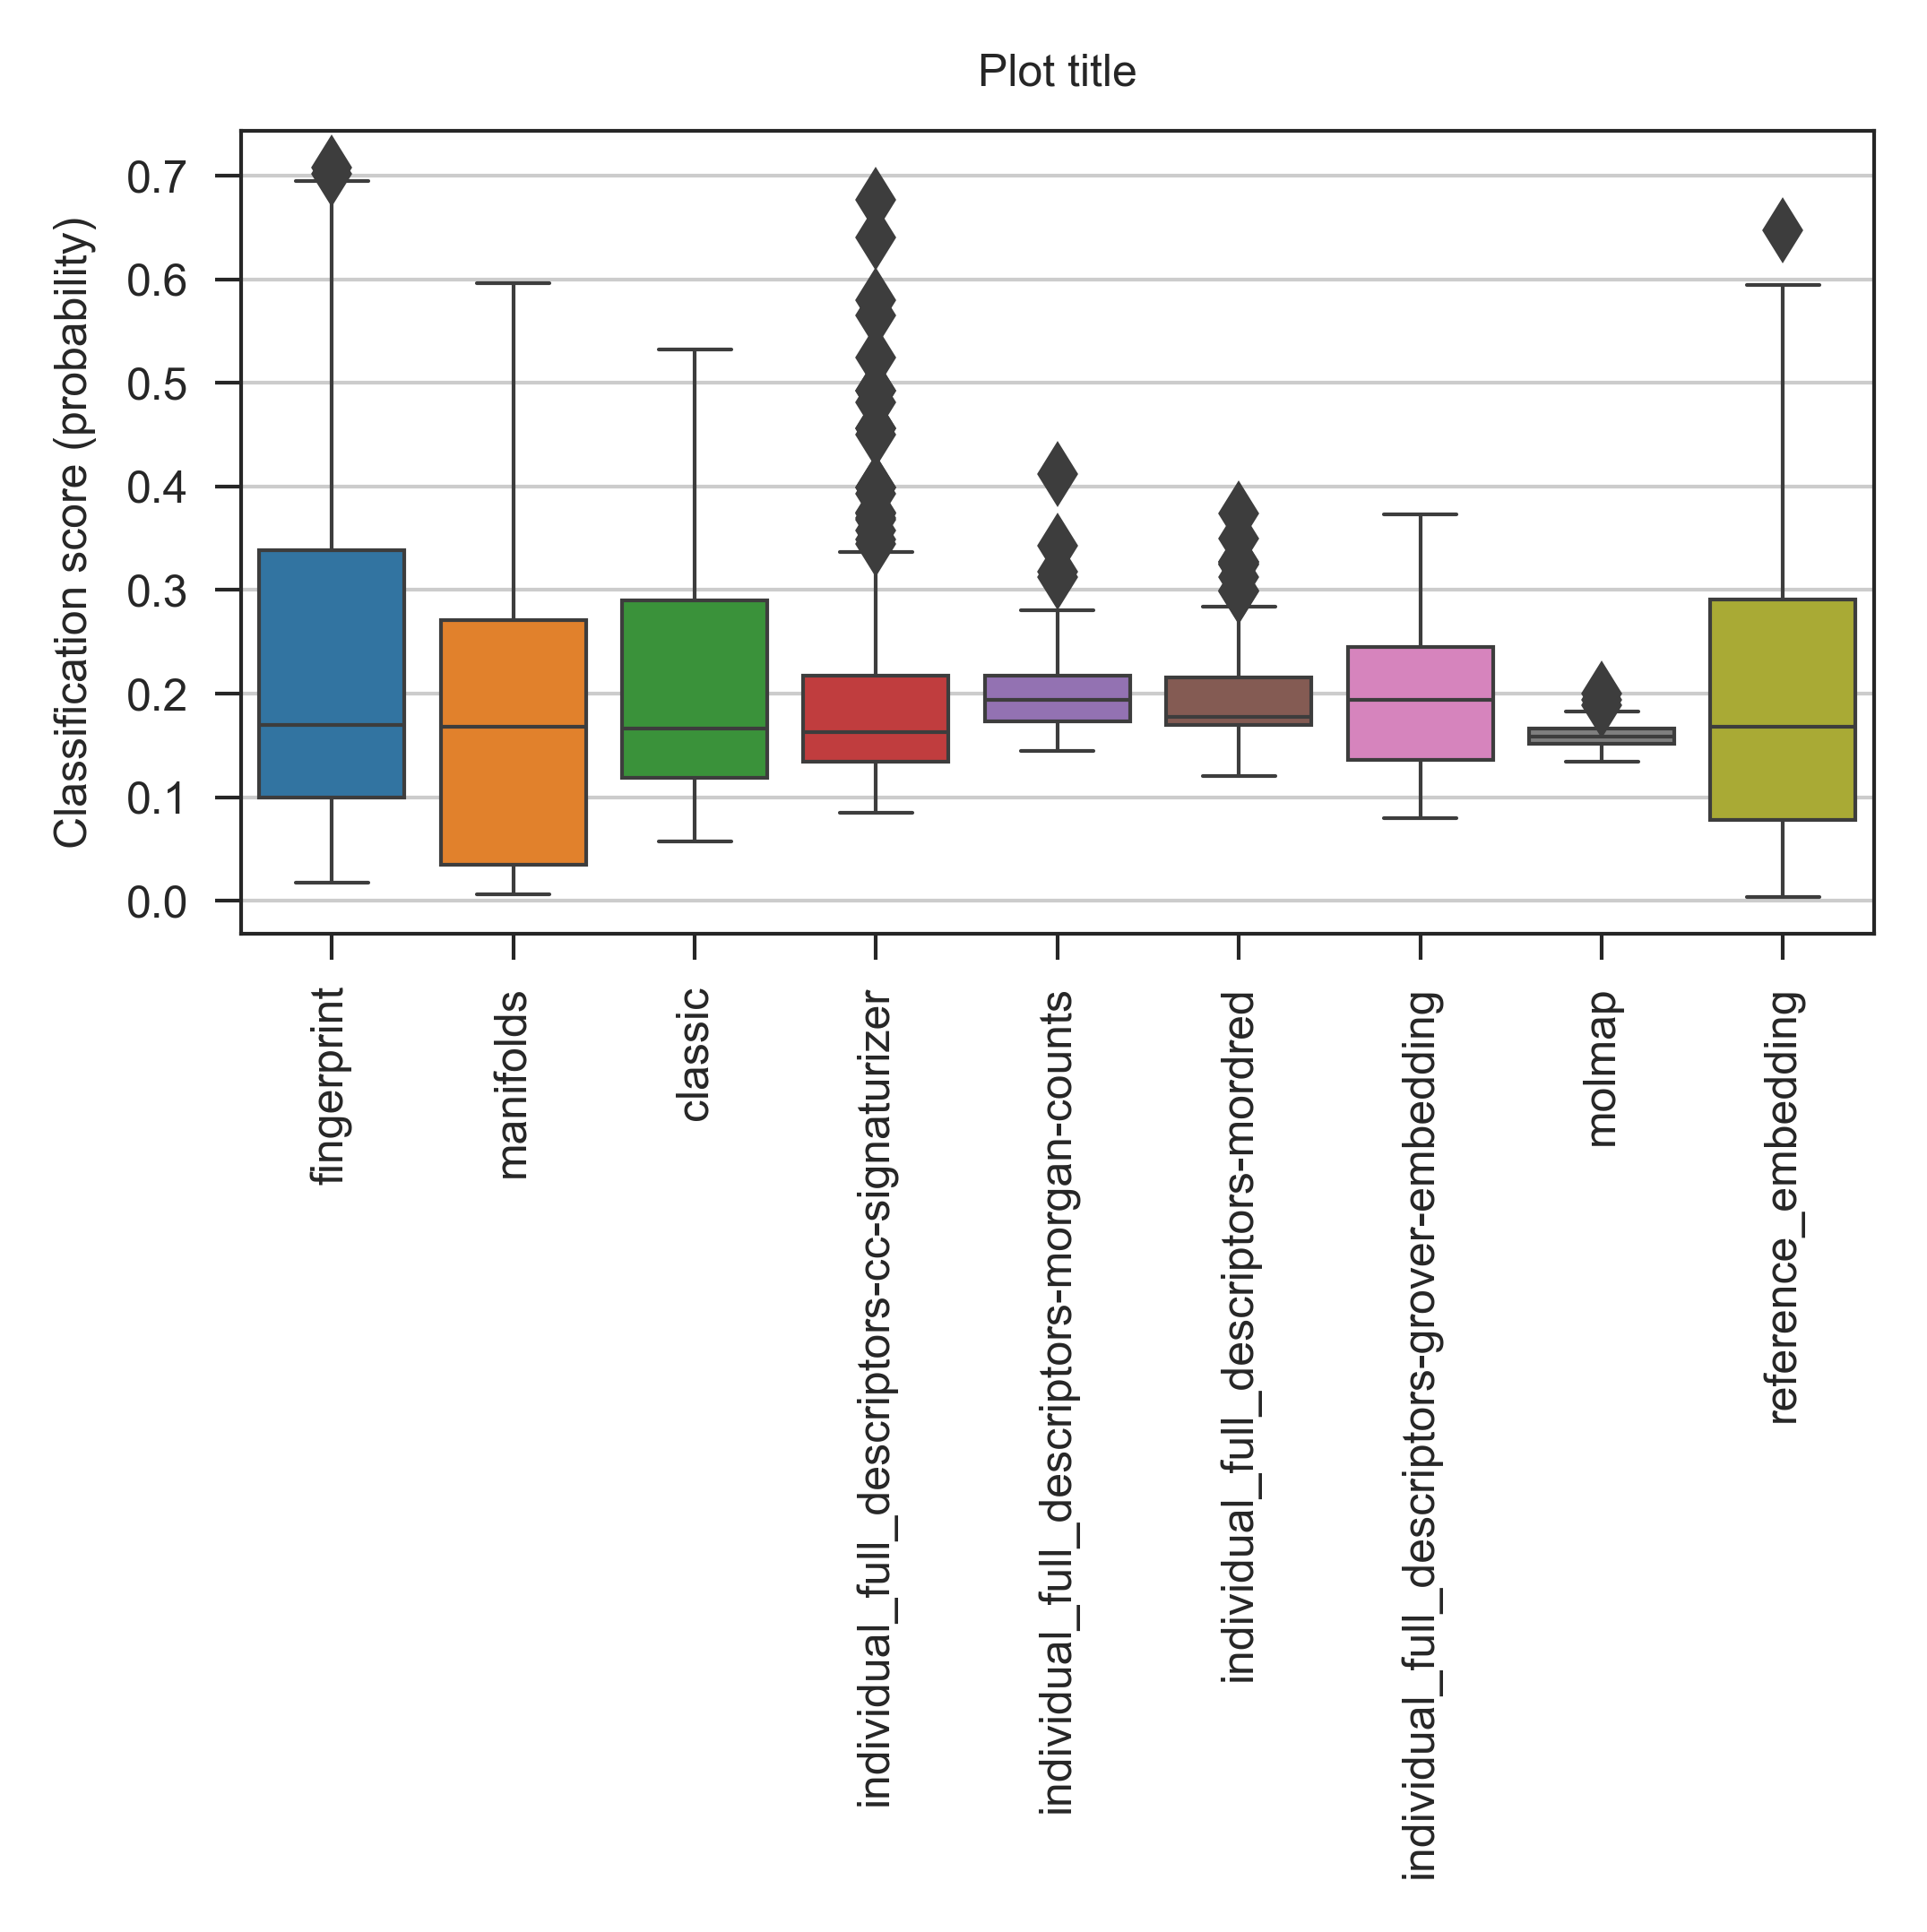 Plot title
Classification score (probability)
0.7
0.6
0.5
0.4
0.3
0.2
0.1
0.0
fingerprint
manifolds
classic
individual_full_descriptors-cc-signaturizer
individual_full_descriptors-morgan-counts
individual_full_descriptors-mordred
individual_full_descriptors-grover-embedding
molmap
reference_embedding